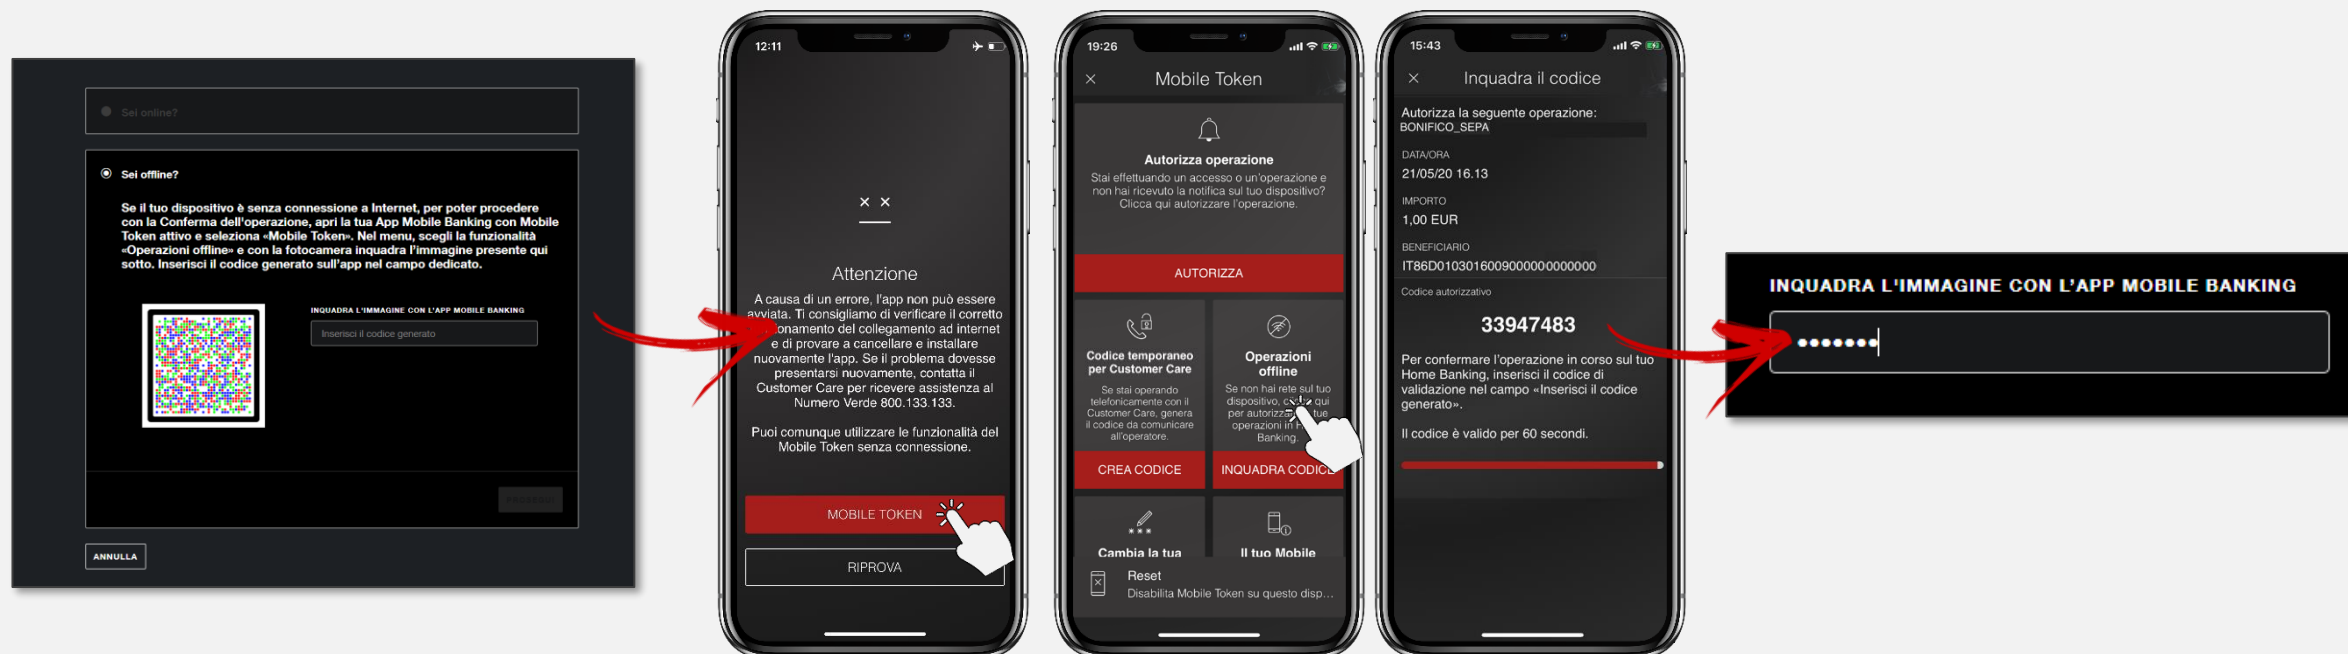 Sei online?
Sei offline?
Se il tuo dispositivo è senza connessione a Internet, per poter procedere
con la Conferma dell'operazione, apri la tua App Mobile Banking con Mobile
Token attivo e seleziona «Mobile Token». Nel menu, scegli la funzionalità
«Operazioni offline» e con la fotocamera inquadra l'immagine presente qui
sotto. Inserisci il codice generato sull'app nel campo dedicato.
INQUADRA L'IMMAGINE CON L'APP MOBILE BANKING
Inserisci il codice generato
PROSEGUI
ANNULLA
12:11
Attenzione
A causa di un errore, l'app non può essere
avviata. Ti consigliamo di verificare il corretto
onamento del collegamento ad internet
e di provare a cancellare e installare
nuovamente l'app. Se il problema dovesse
presentarsi nuovamente, contatta il
Customer Care per ricevere assistenza al
Numero Verde 800.133.133.
Puoi comunque utilizzare le funzionalità del
Mobile Token senza connessione.
MOBILE TOKEN
RIPROVA
19:26
Mobile Token
Autorizza operazione
Stai effettuando un accesso o un'operazione e
non hai ricevuto la notifica sul tuo dispositivo?
Clicca qui autorizzare l'operazione.
AUTORIZZA
Codice temporaneo
per Customer Care
Se stai operando
telefonicamente con il
Customer Care, genera
il codice da comunicare
all'operatore.
CREA CODICE
Operazioni
offline
Se non hai rete sul tuo
dispositivo, qui
per autorizza tue
operazioni in H
Banking.
INQUADRA CODICE
Cambia la tua
Il tuo Mobile
Reset
Disabilita Mobile Token su questo disp...
15:43
Inquadra il codice
Autorizza la seguente operazione:
BONIFICO_SEPA
DATA/ORA
21/05/20 16.13
IMPORTO
1,00 EUR
BENEFICIARIO
IT86D0103016009000000000000
Codice autorizzativo
33947483
Per confermare l'operazione in corso sul tuo
Home Banking, inserisci il codice di
validazione nel campo «Inserisci il codice
generato».
Il codice è valido per 60 secondi.
INQUADRA L'IMMAGINE CON L'APP MOBILE BANKING